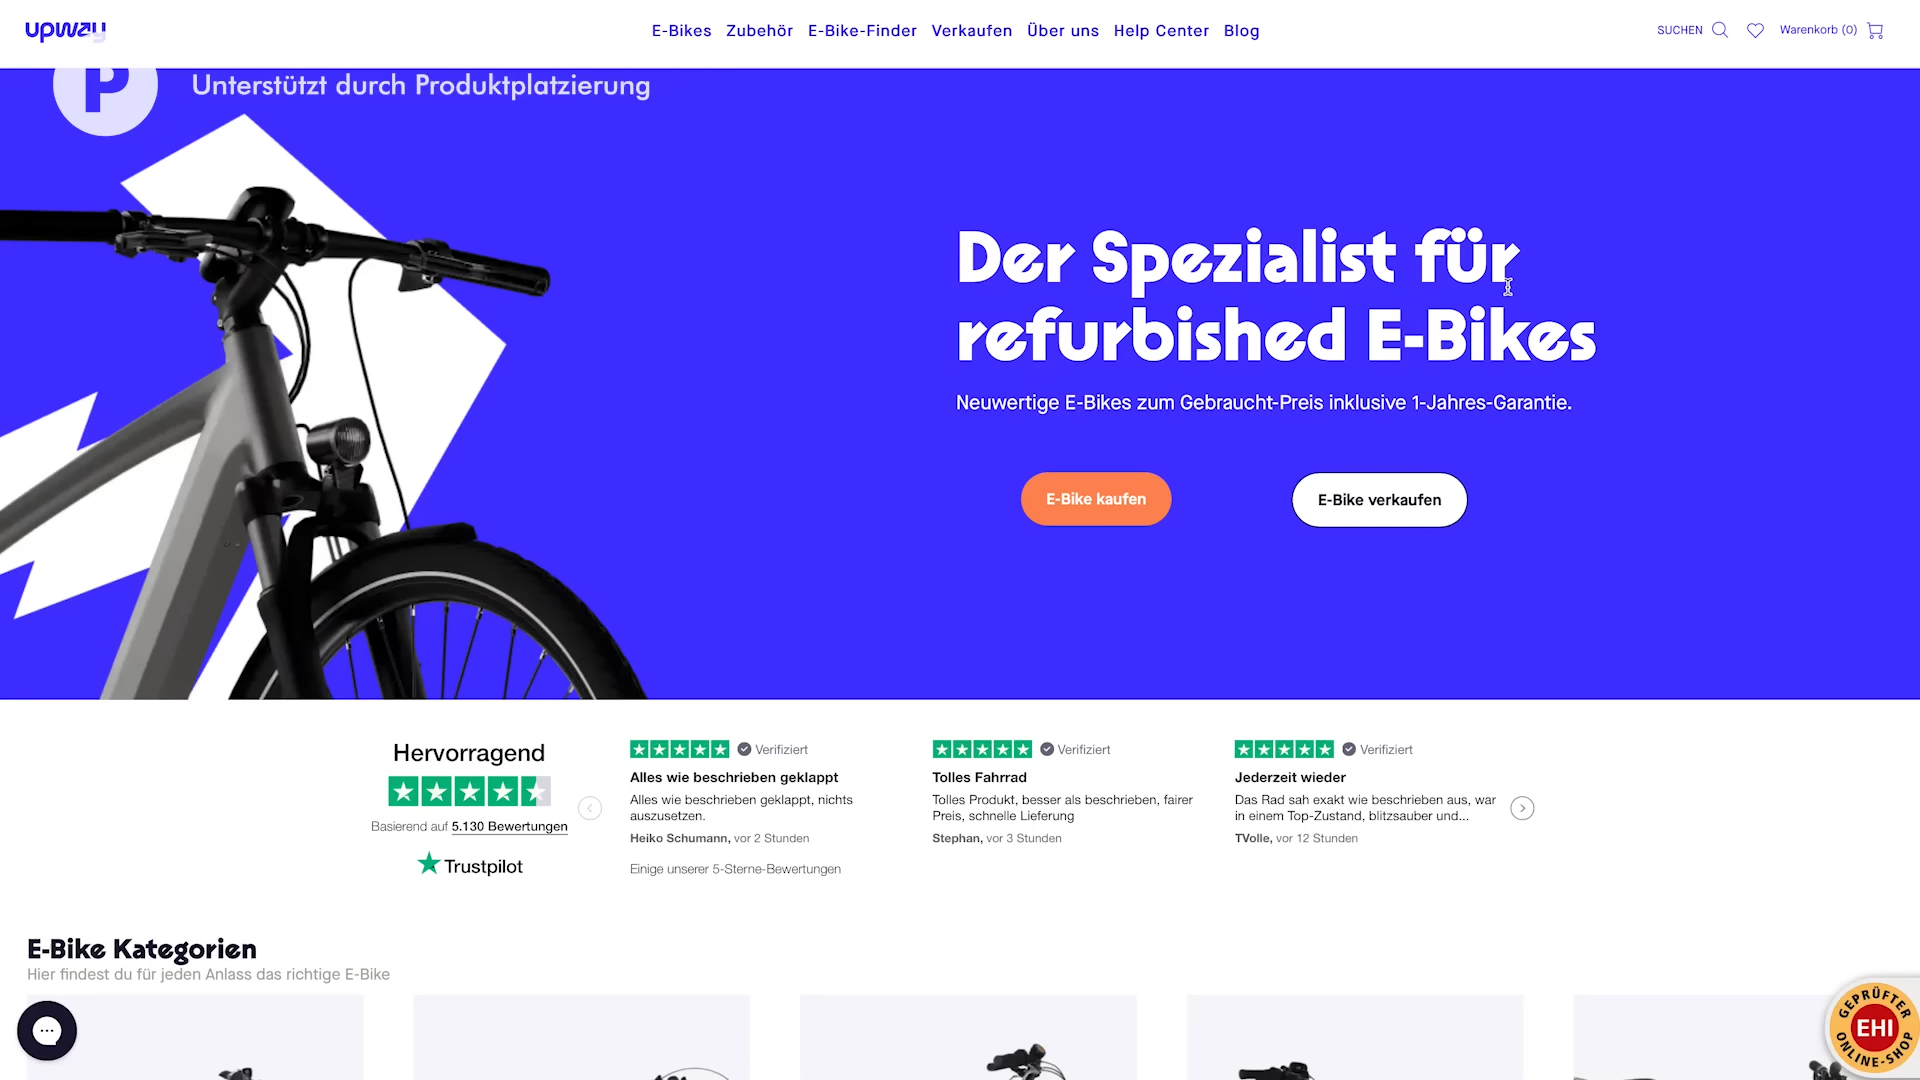 upway
E-Bikes Zubehör E-Bike-Finder Verkaufen Über uns Help Center Blog
SUCHEN
Warenkorb (0)
P
Unterstützt durch Produktplatzierung
Der Spezialist für
refurbished E-Bikes
Neuwertige E-Bikes zum Gebraucht-Preis inklusive 1-Jahres-Garantie.
E-Bike kaufen
E-Bike verkaufen
Hervorragend
Basierend auf 5.130 Bewertungen
Trustpilot
Verifiziert
Alles wie beschrieben geklappt
Alles wie beschrieben geklappt, nichts
auszusetzen.
Heiko Schumann, vor 2 Stunden
Einige unserer 5-Sterne-Bewertungen
Verifiziert
Tolles Fahrrad
Tolles Produkt, besser als beschrieben, fairer
Preis, schnelle Lieferung
Stephan, vor 3 Stunden
Verifiziert
Jederzeit wieder
Das Rad sah exakt wie beschrieben aus, war
in einem Top-Zustand, blitzsauber und...
TVolle, vor 12 Stunden
E-Bike Kategorien
Hier findest du für jeden Anlass das richtige E-Bike
GEPRÜFTER
EHI
ONLINE-SHOP